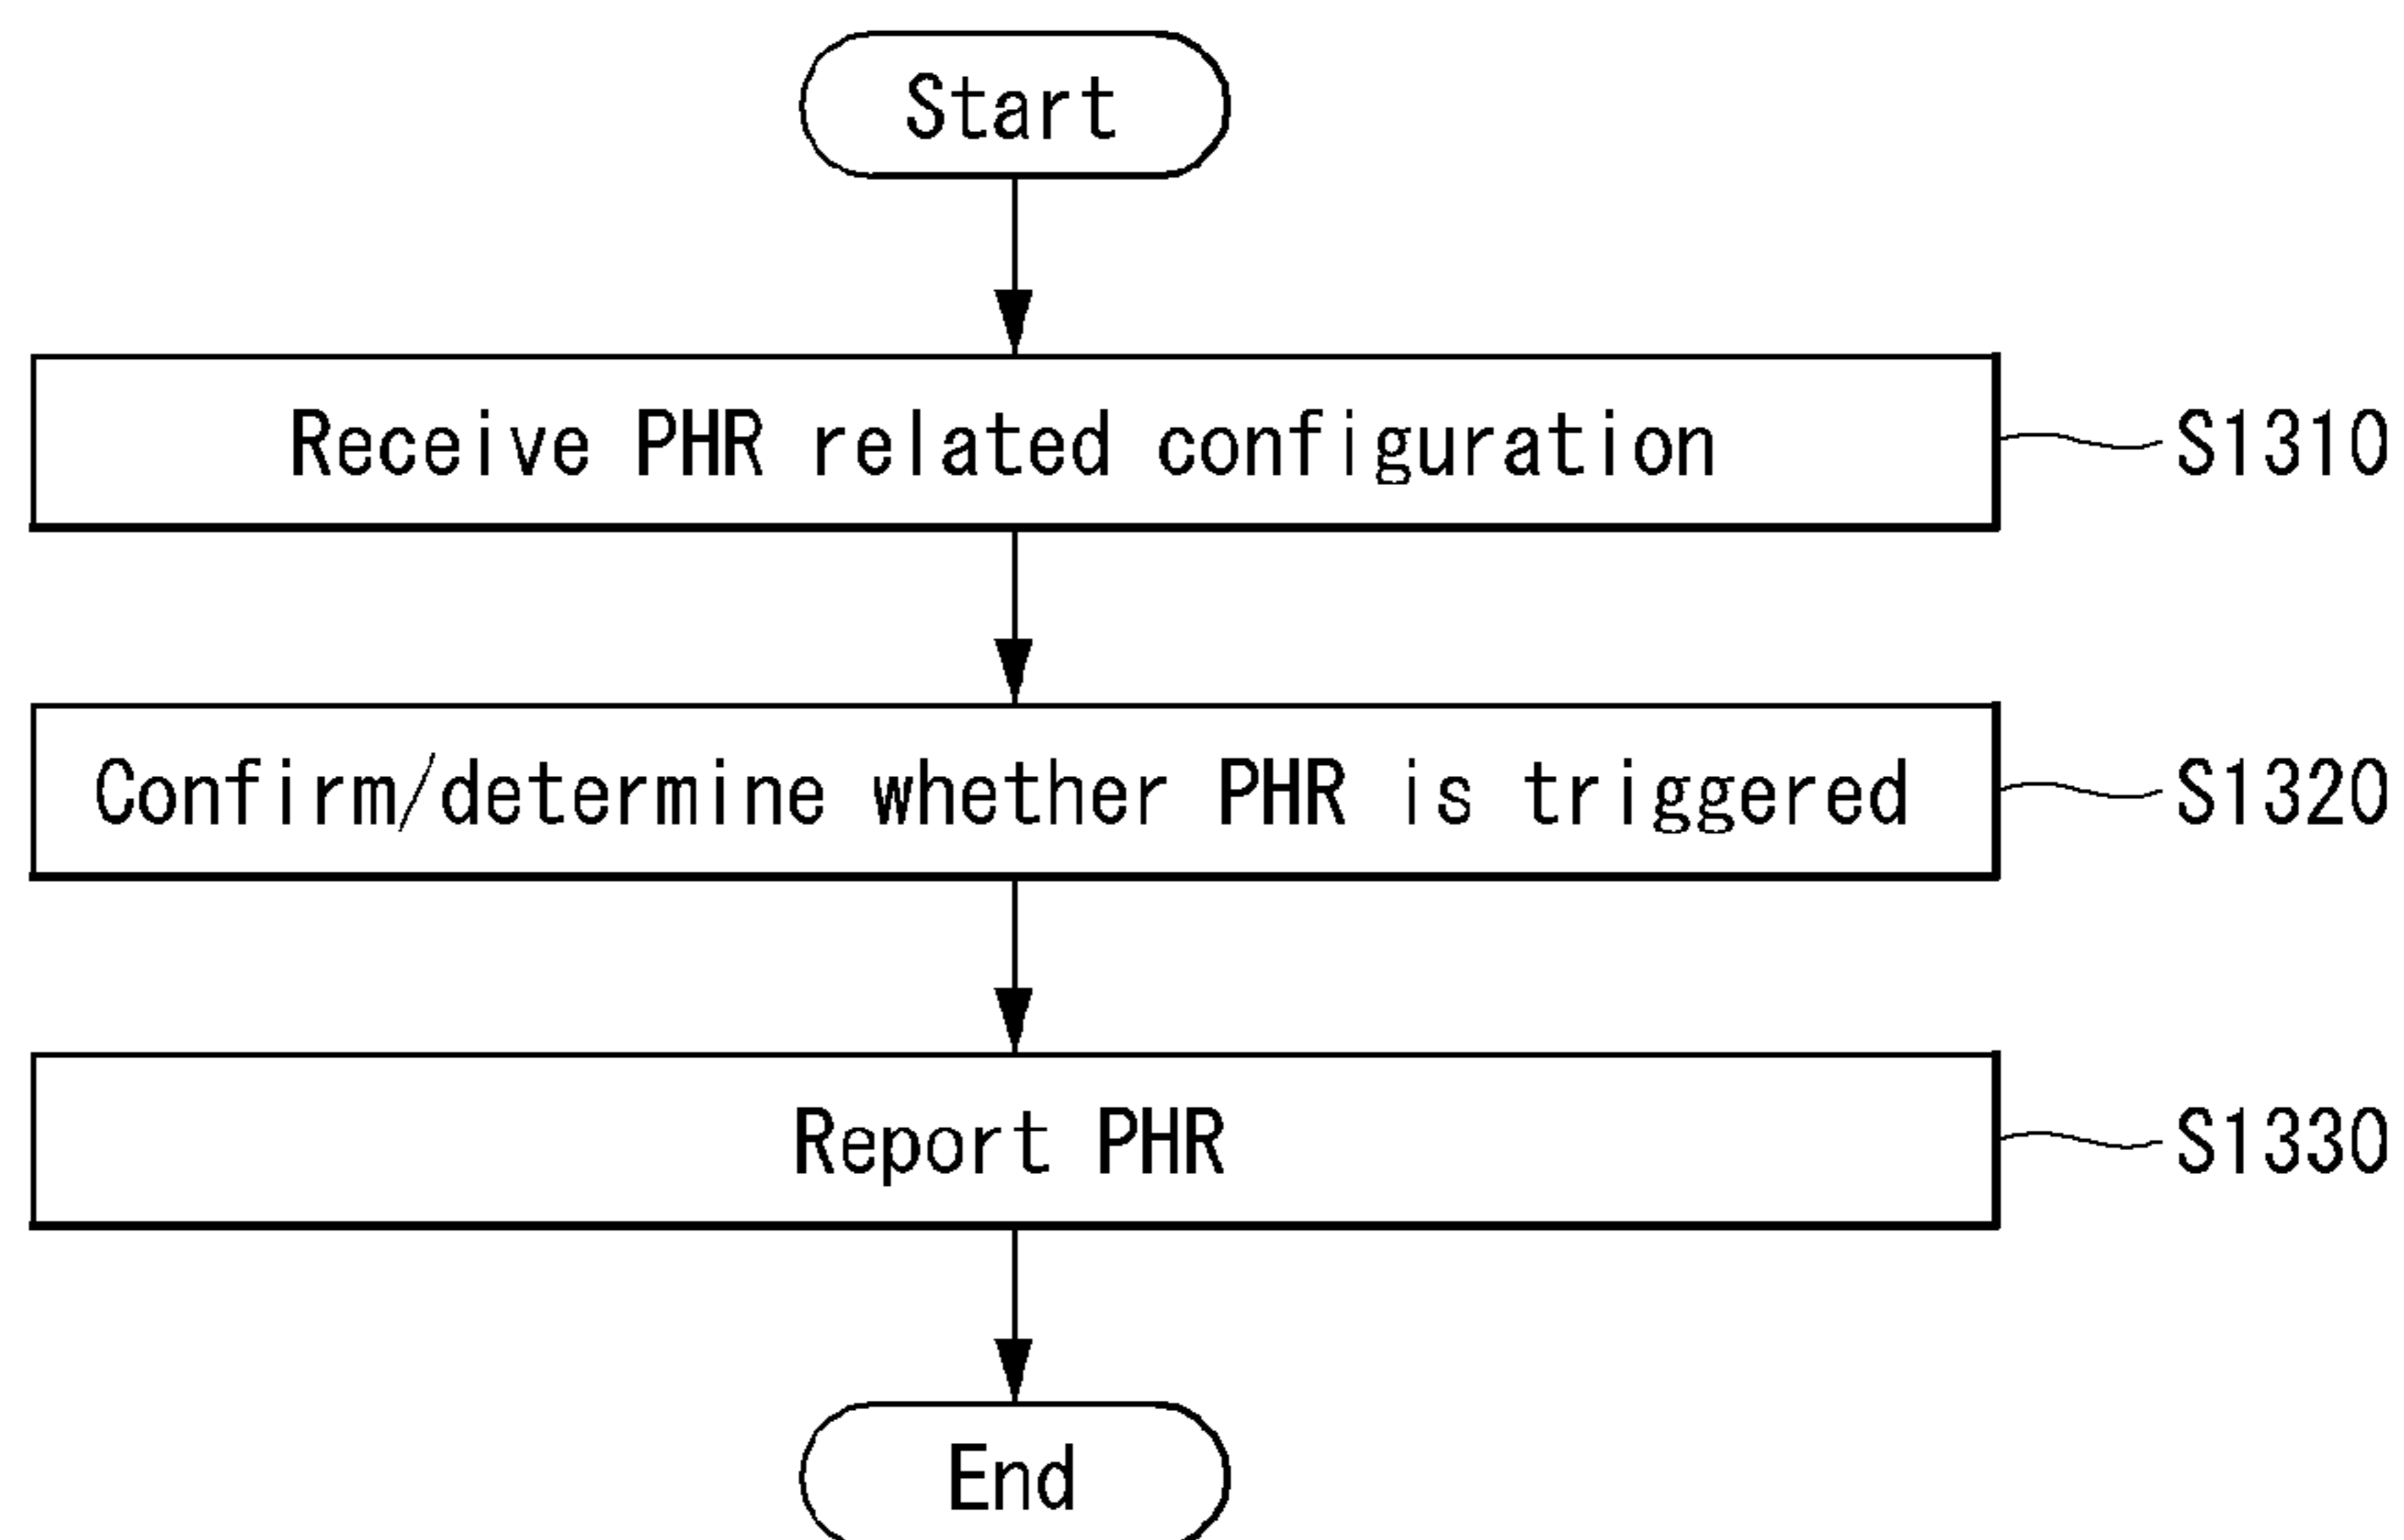 Start
Receive PHR related configuration
S1310
Confirm/determine whether PHR is triggered
S1320
Report PHR
S1330
End